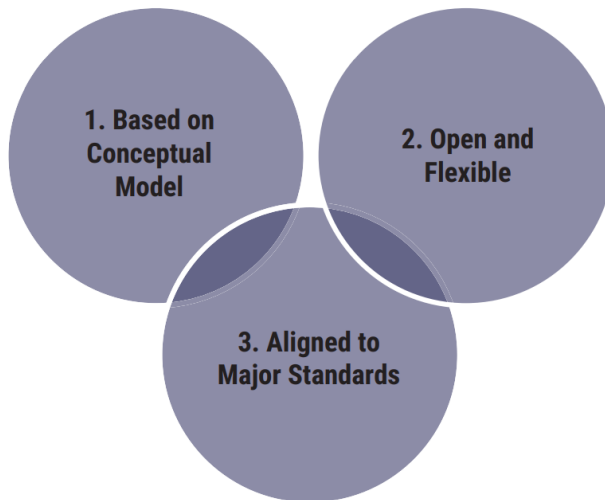 1. Based on
Conceptual
Model
2. Open and
Flexible
3. Aligned to
Major Standards